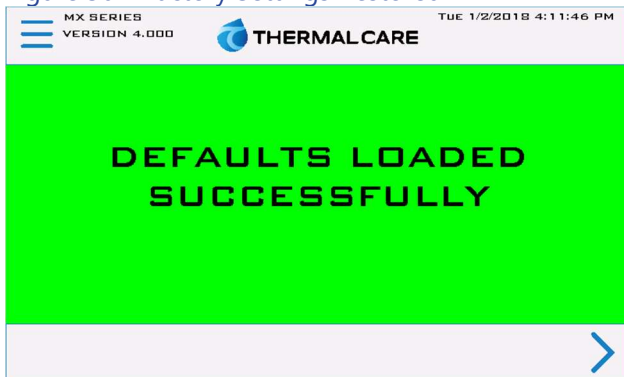 MX SERIES
VERSION 4.000
THERMALCARE
TUE 1/2/2018 4:11:46 PM
DEFAULTS LOADED
SUCCESSFULLY